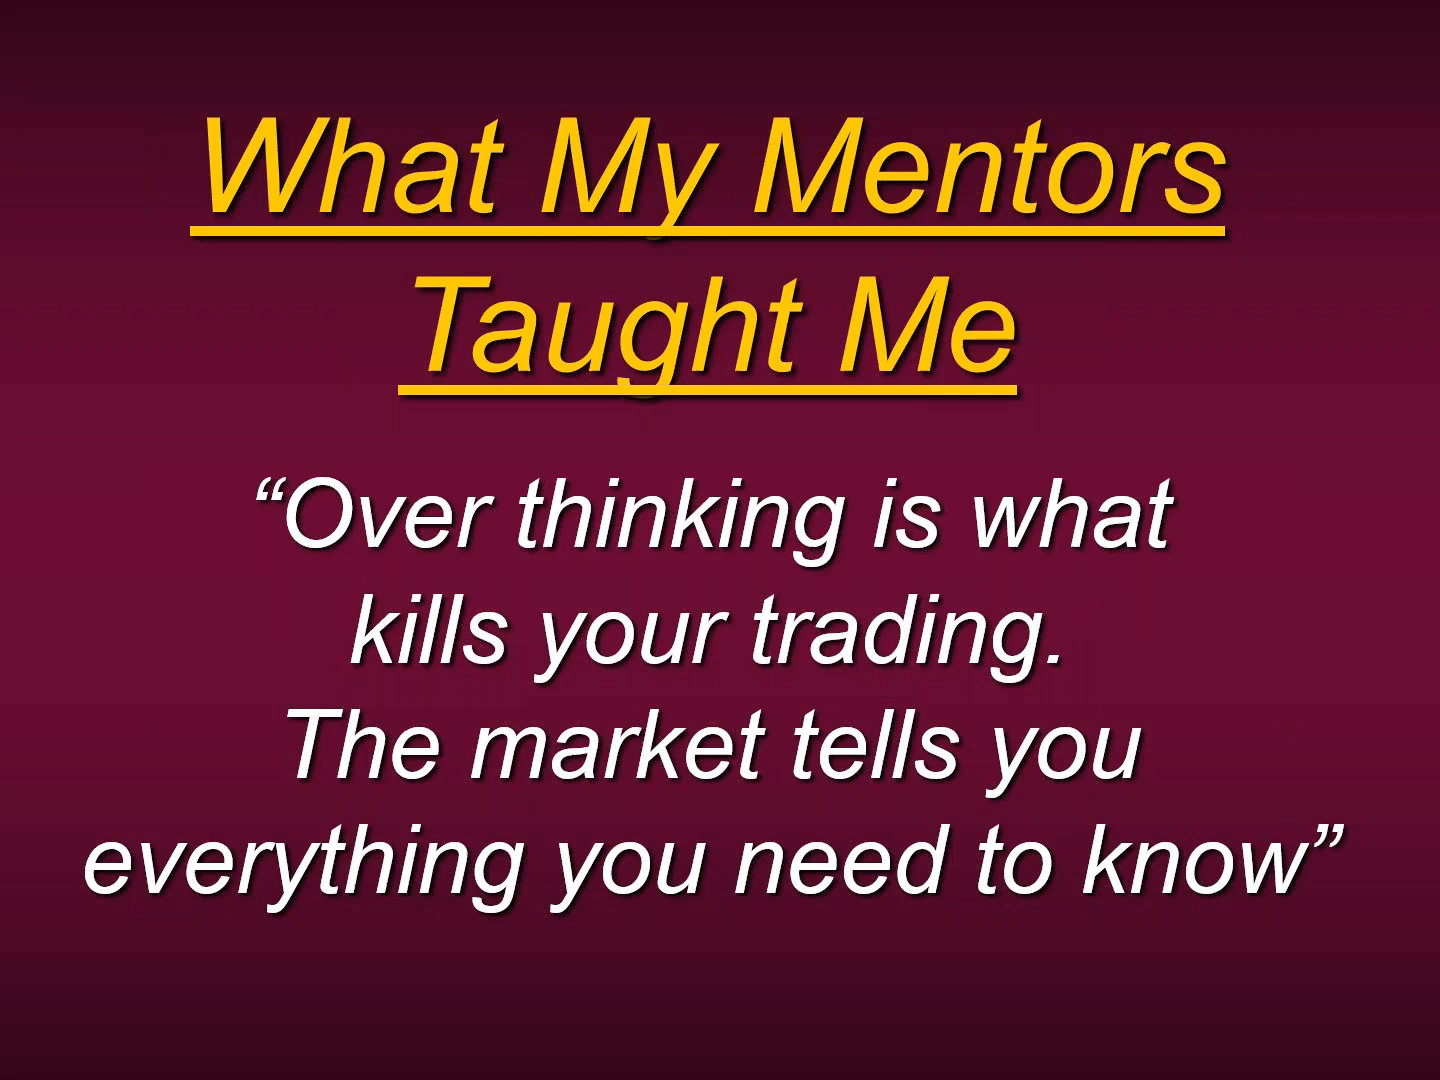 What My Mentors
Taught Me
“Over thinking is what
kills your trading.
The market tells you
everything you need to know”